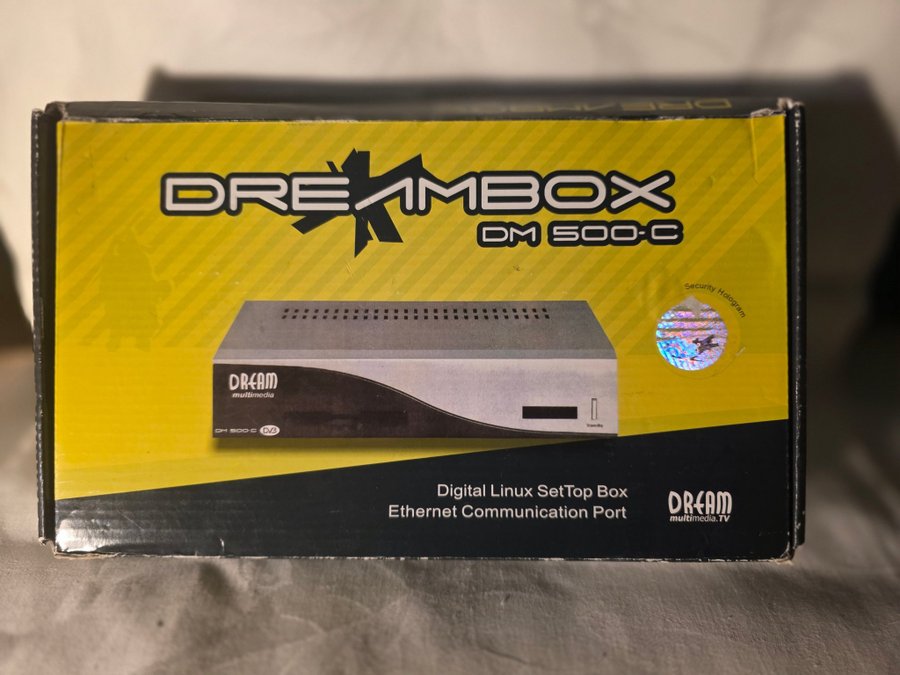 DREAMBOX
DREAMBOX
DM 500-C
Security Hologram
DREAM
multimedia
DM 500-C DVB
Standby
Digital Linux SetTop Box
Ethernet Communication Port
DREAM
multimedia.TV